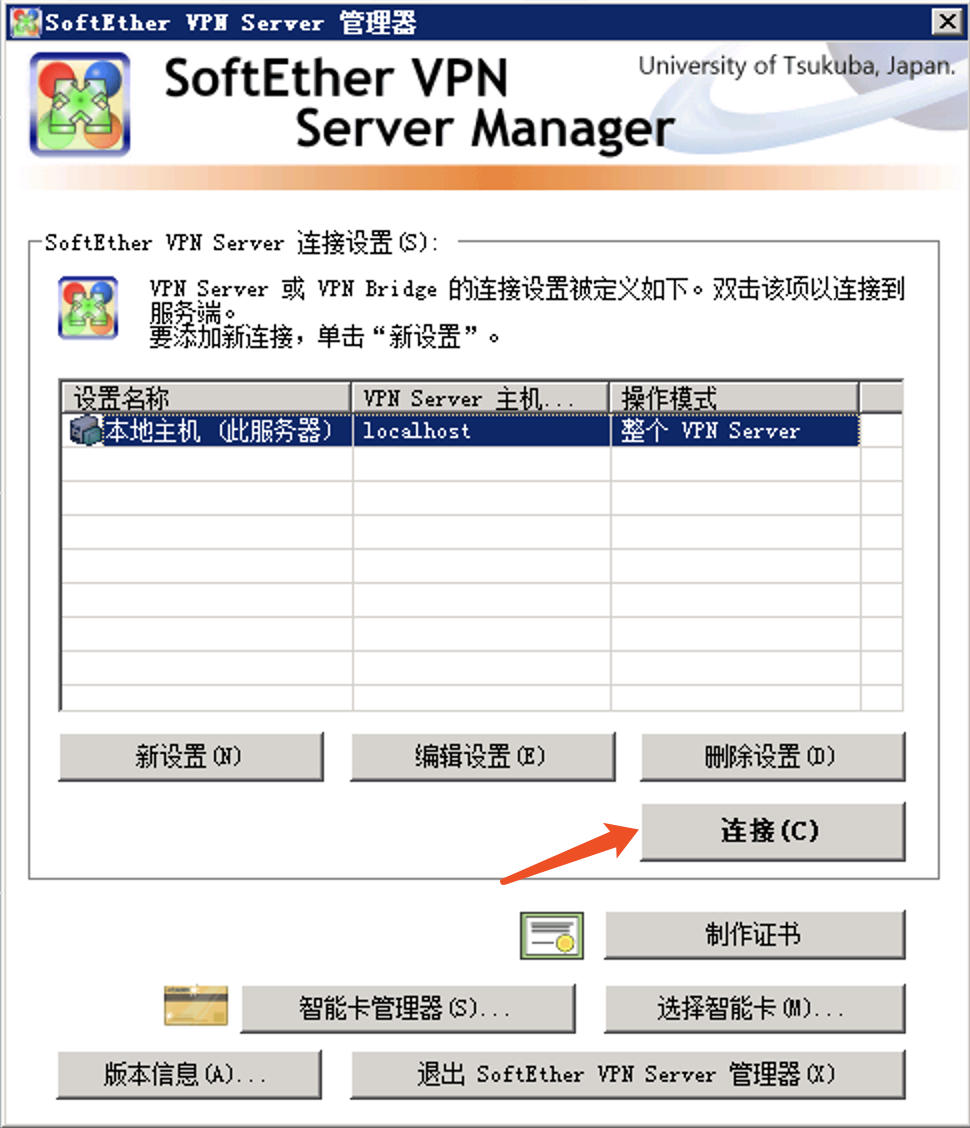 SoftEther VPN Server 管理器
University of Tsukuba, Japan.
SoftEther VPN
Server Manager
SoftEther VPN Server 连接设置(S):
VPN Server 或 VPN Bridge 的连接设置被定义如下。双击该项以连接到
服务端。
要添加新连接，单击“新设置”。
设置名称 VPN Server 主机... 操作模式
本地主机 (此服务器) localhost 整个 VPN Server
新设置(N) 编辑设置(E) 删除设置(D)
连接(C)
制作证书
智能卡管理器(S)... 选择智能卡(M)...
版本信息(A)... 退出 SoftEther VPN Server 管理器(X)